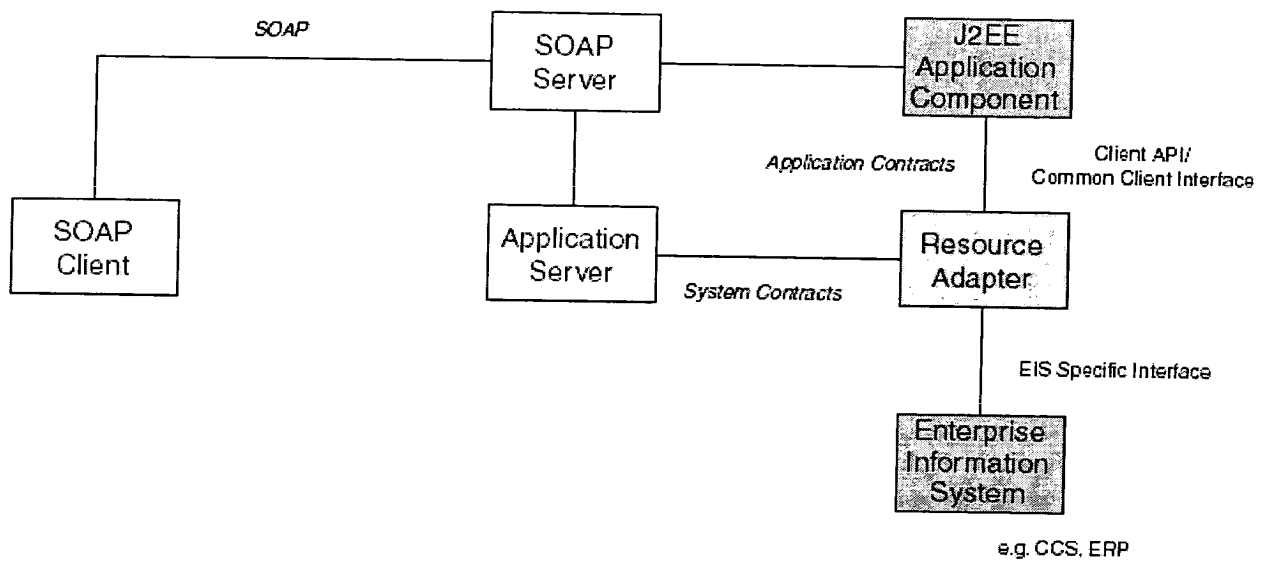 SOAP
SOAP
Server
J2EE
Application
Component
Application Contracts
Client API/
Common Client Interface
SOAP
Client
Application
Server
System Contracts
Resource
Adapter
EIS Specific Interface
Enterprise
Information
System
e.g. CCS, ERP